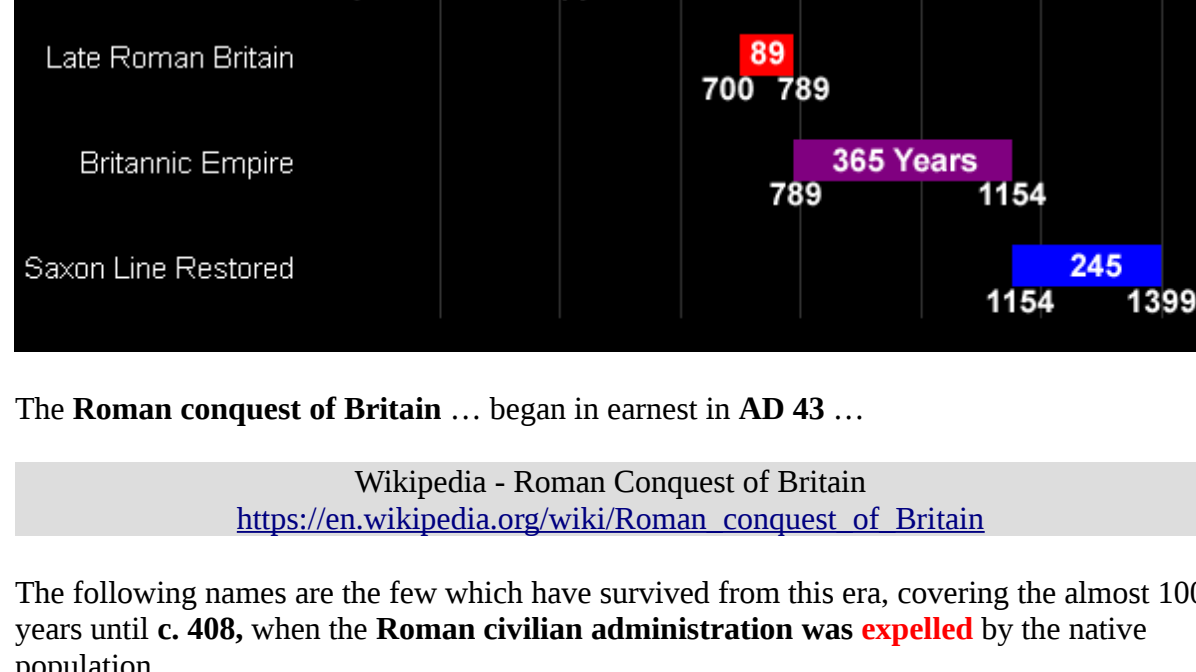 Late Roman Britain
89
700 789
Britannic Empire
365 Years
789 1154
Saxon Line Restored
245
1154 1399
The Roman conquest of Britain … began in earnest in AD 43 …
Wikipedia - Roman Conquest of Britain
https://en.wikipedia.org/wiki/Roman_conquest_of_Britain
The following names are the few which have survived from this era, covering the almost 100
years until c. 408, when the Roman civilian administration was expelled by the native
population